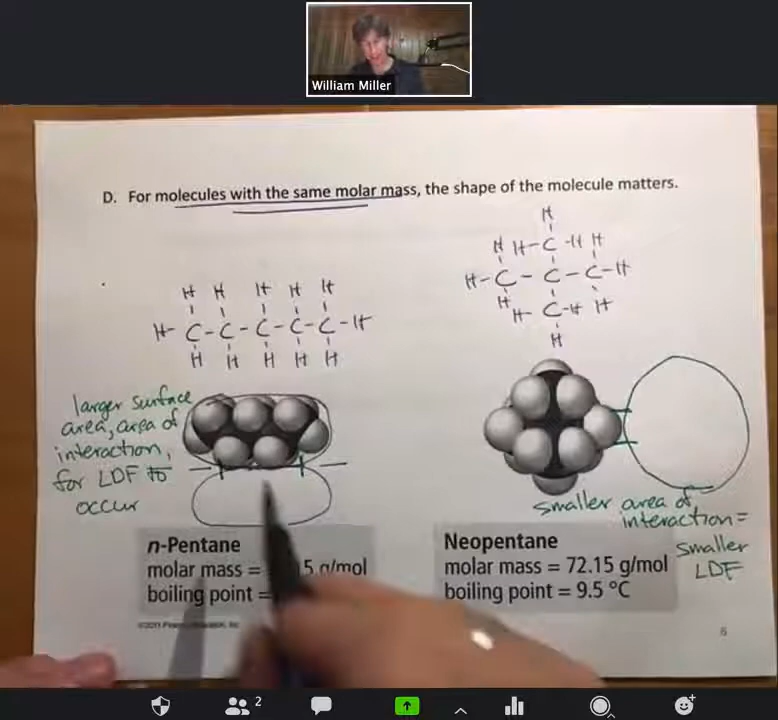 William Miller
D. For molecules with the same molar mass, the shape of the molecule matters.
H
H H-C-H H
H-C-C-C-H
H H-C-H H
H
H H H H H
H-C-C-C-C-C-H
H H H H H
larger surface
area, area of
interaction,
for LDF to
occur
smaller area of
interaction =
smaller
LDF
n-Pentane
molar mass = 5 g/mol
boiling point =
Neopentane
molar mass = 72.15 g/mol
boiling point = 9.5 °C
6
2